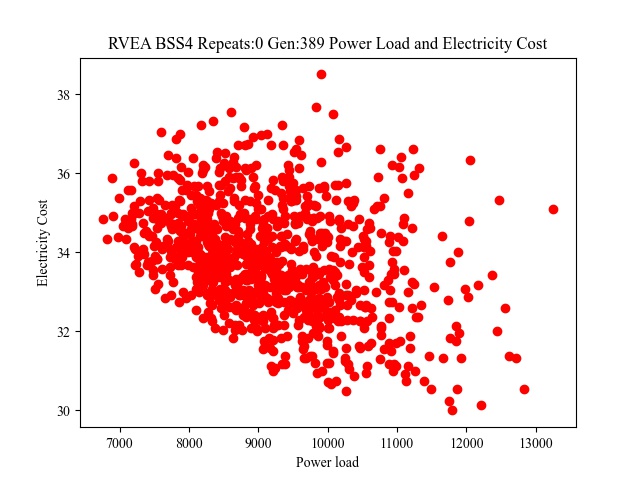 RVEA BSS4 Repeats:0 Gen:389 Power Load and Electricity Cost
38
36
34
32
30
Electricity Cost
7000 8000 9000 10000 11000 12000 13000
Power load